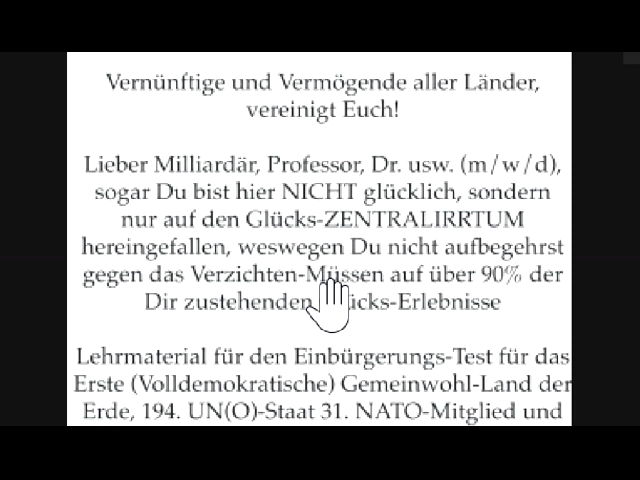 Vernünftige und Vermögende aller Länder,
vereinigt Euch!
Lieber Milliardär, Professor, Dr. usw. (m/w/d),
sogar Du bist hier NICHT glücklich, sondern
nur auf den Glücks-ZENTRALIRRTUM
hereingefallen, weswegen Du nicht aufbegehrst
gegen das Verzichten-Müssen auf über 90% der
Dir zustehenden Glücks-Erlebnisse
Lehrmaterial für den Einbürgerungs-Test für das
Erste (Volldemokratische) Gemeinwohl-Land der
Erde, 194. UN(O)-Staat 31. NATO-Mitglied und